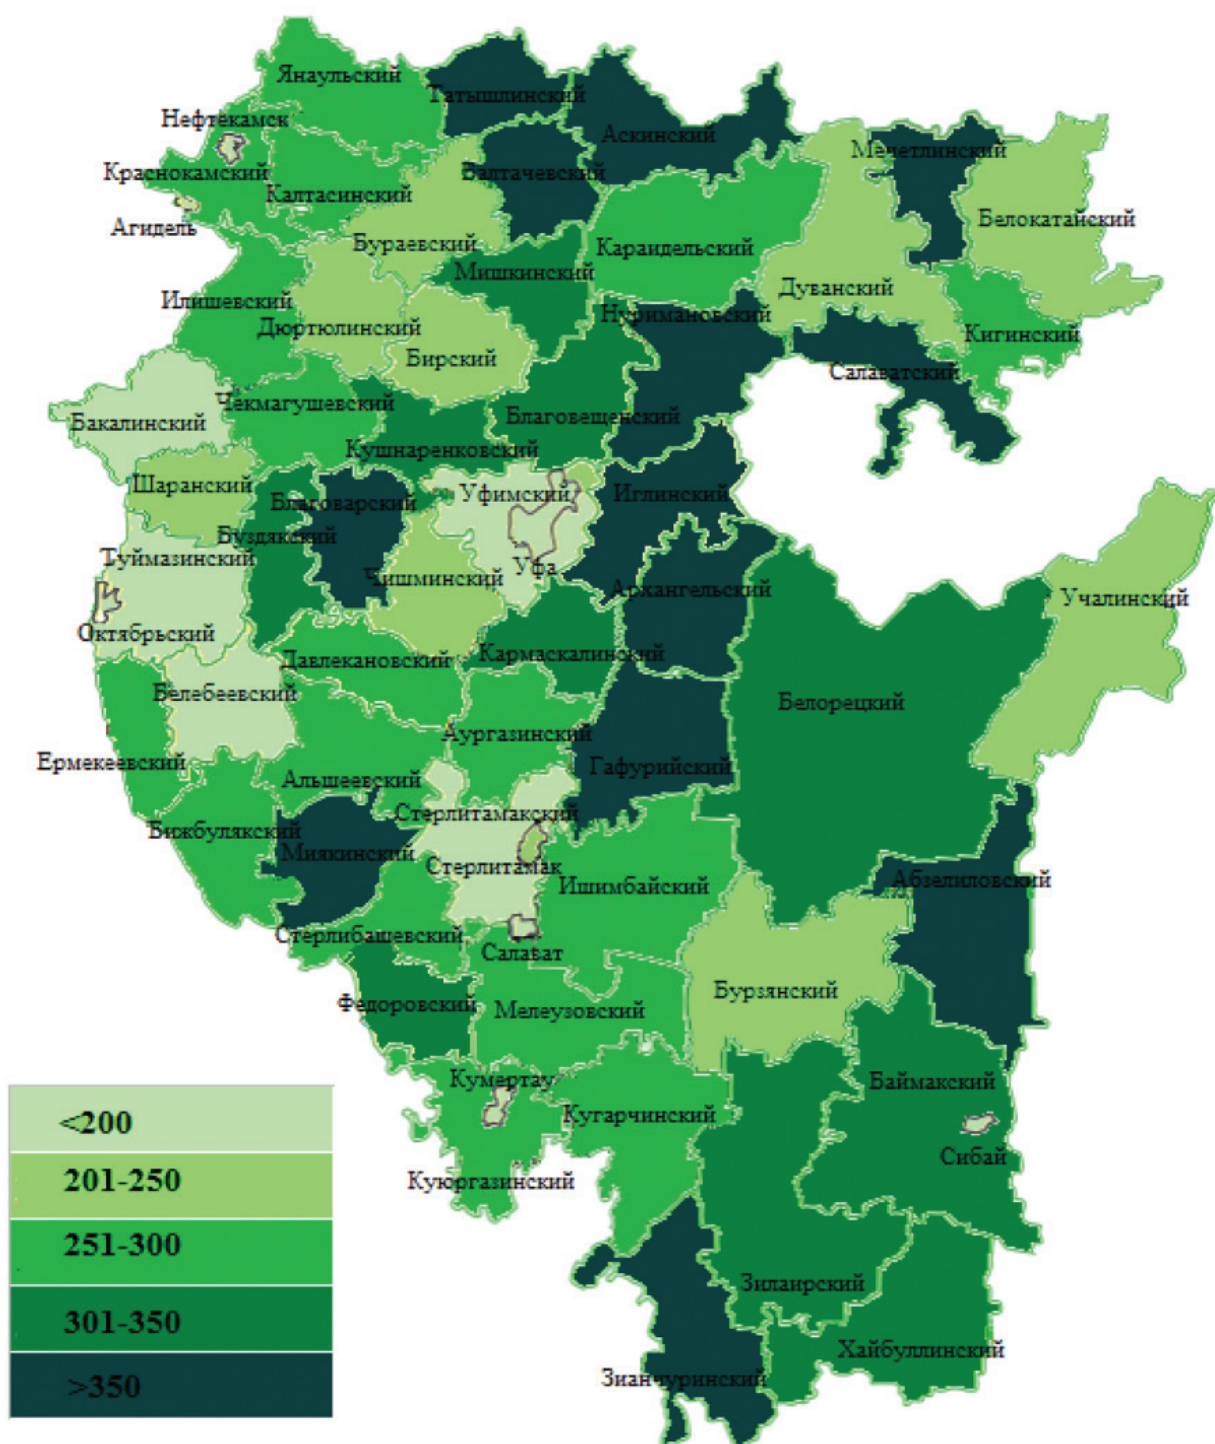 Янаульский
Татышлинский
Нефтекамск
Аскинский
Мечетлинский
Краснокамский
Калтасинский
Балтачевский
Белокатайский
Агидель
Бураевский
Караидельский
Мишкинский
Дуванский
Илишевский
Нуримановский
Дюртюлинский
Кигинский
Бирский
Салаватский
Чекмагушевский
Благовещенский
Бакалинский
Кушнаренковский
Шаранский
Уфимский
Иглинский
Благоварский
Буздякский
Туймазинский
Уфа
Чишминский
Архангельский
Учалинский
Октябрьский
Давлекановский
Кармаскалинский
Белебеевский
Белорецкий
Аургазинский
Ермекеевский
Гафурийский
Альшеевский
Стерлитамакский
Бижбулякский
Миякинский
Стерлитамак
Ишимбайский
Абзелиловский
Стерлибашевский
Салават
Бурзянский
Федоровский
Мелеузовский
Кумертау
Баймакский
Кугарчинский
Сибай
Куюргазинский
Зилаирский
Хайбуллинский
Зианчуринский
<200
201-250
251-300
301-350
>350